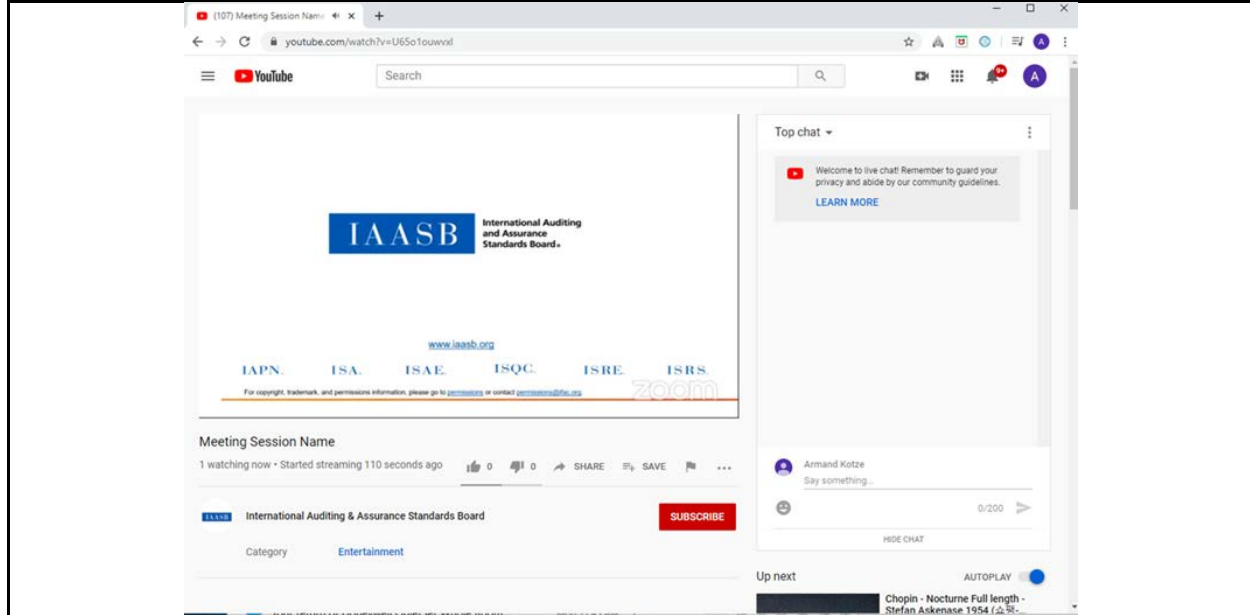 (107) Meeting Session Name
youtube.com/watch?v=U65o1ouwvxI
YouTube
Search
9+
A
A
IAASB
International Auditing
and Assurance
Standards Board®
www.iaasb.org
IAPN. ISA. ISAE. ISQC. ISRE. ISRS.
For copyright, trademark, and permissions information, please go to permissions or contact permissions@ifac.org.
zoom
Meeting Session Name
1 watching now • Started streaming 110 seconds ago
0 0 SHARE SAVE
IAASB
International Auditing & Assurance Standards Board
SUBSCRIBE
Category Entertainment
Top chat
Welcome to live chat! Remember to guard your
privacy and abide by our community guidelines.
LEARN MORE
Armand Kotze
Say something...
0/200
HIDE CHAT
Up next AUTOPLAY
Chopin - Nocturne Full length -
Stefan Askenase 1954